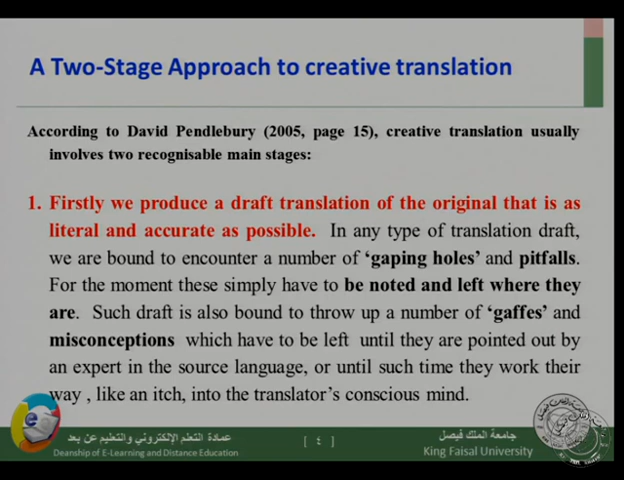 A Two-Stage Approach to creative translation
According to David Pendlebury (2005, page 15), creative translation usually
involves two recognisable main stages:
1. Firstly we produce a draft translation of the original that is as
literal and accurate as possible. In any type of translation draft,
we are bound to encounter a number of ‘gaping holes’ and pitfalls.
For the moment these simply have to be noted and left where they
are. Such draft is also bound to throw up a number of ‘gaffes’ and
misconceptions which have to be left until they are pointed out by
an expert in the source language, or until such time they work their
way , like an itch, into the translator’s conscious mind.
عمادة التعلم الإلكتروني والتعليم عن بعد
Deanship of E-Learning and Distance Education
[ ٤ ]
جامعة الملك فيصل
King Faisal University